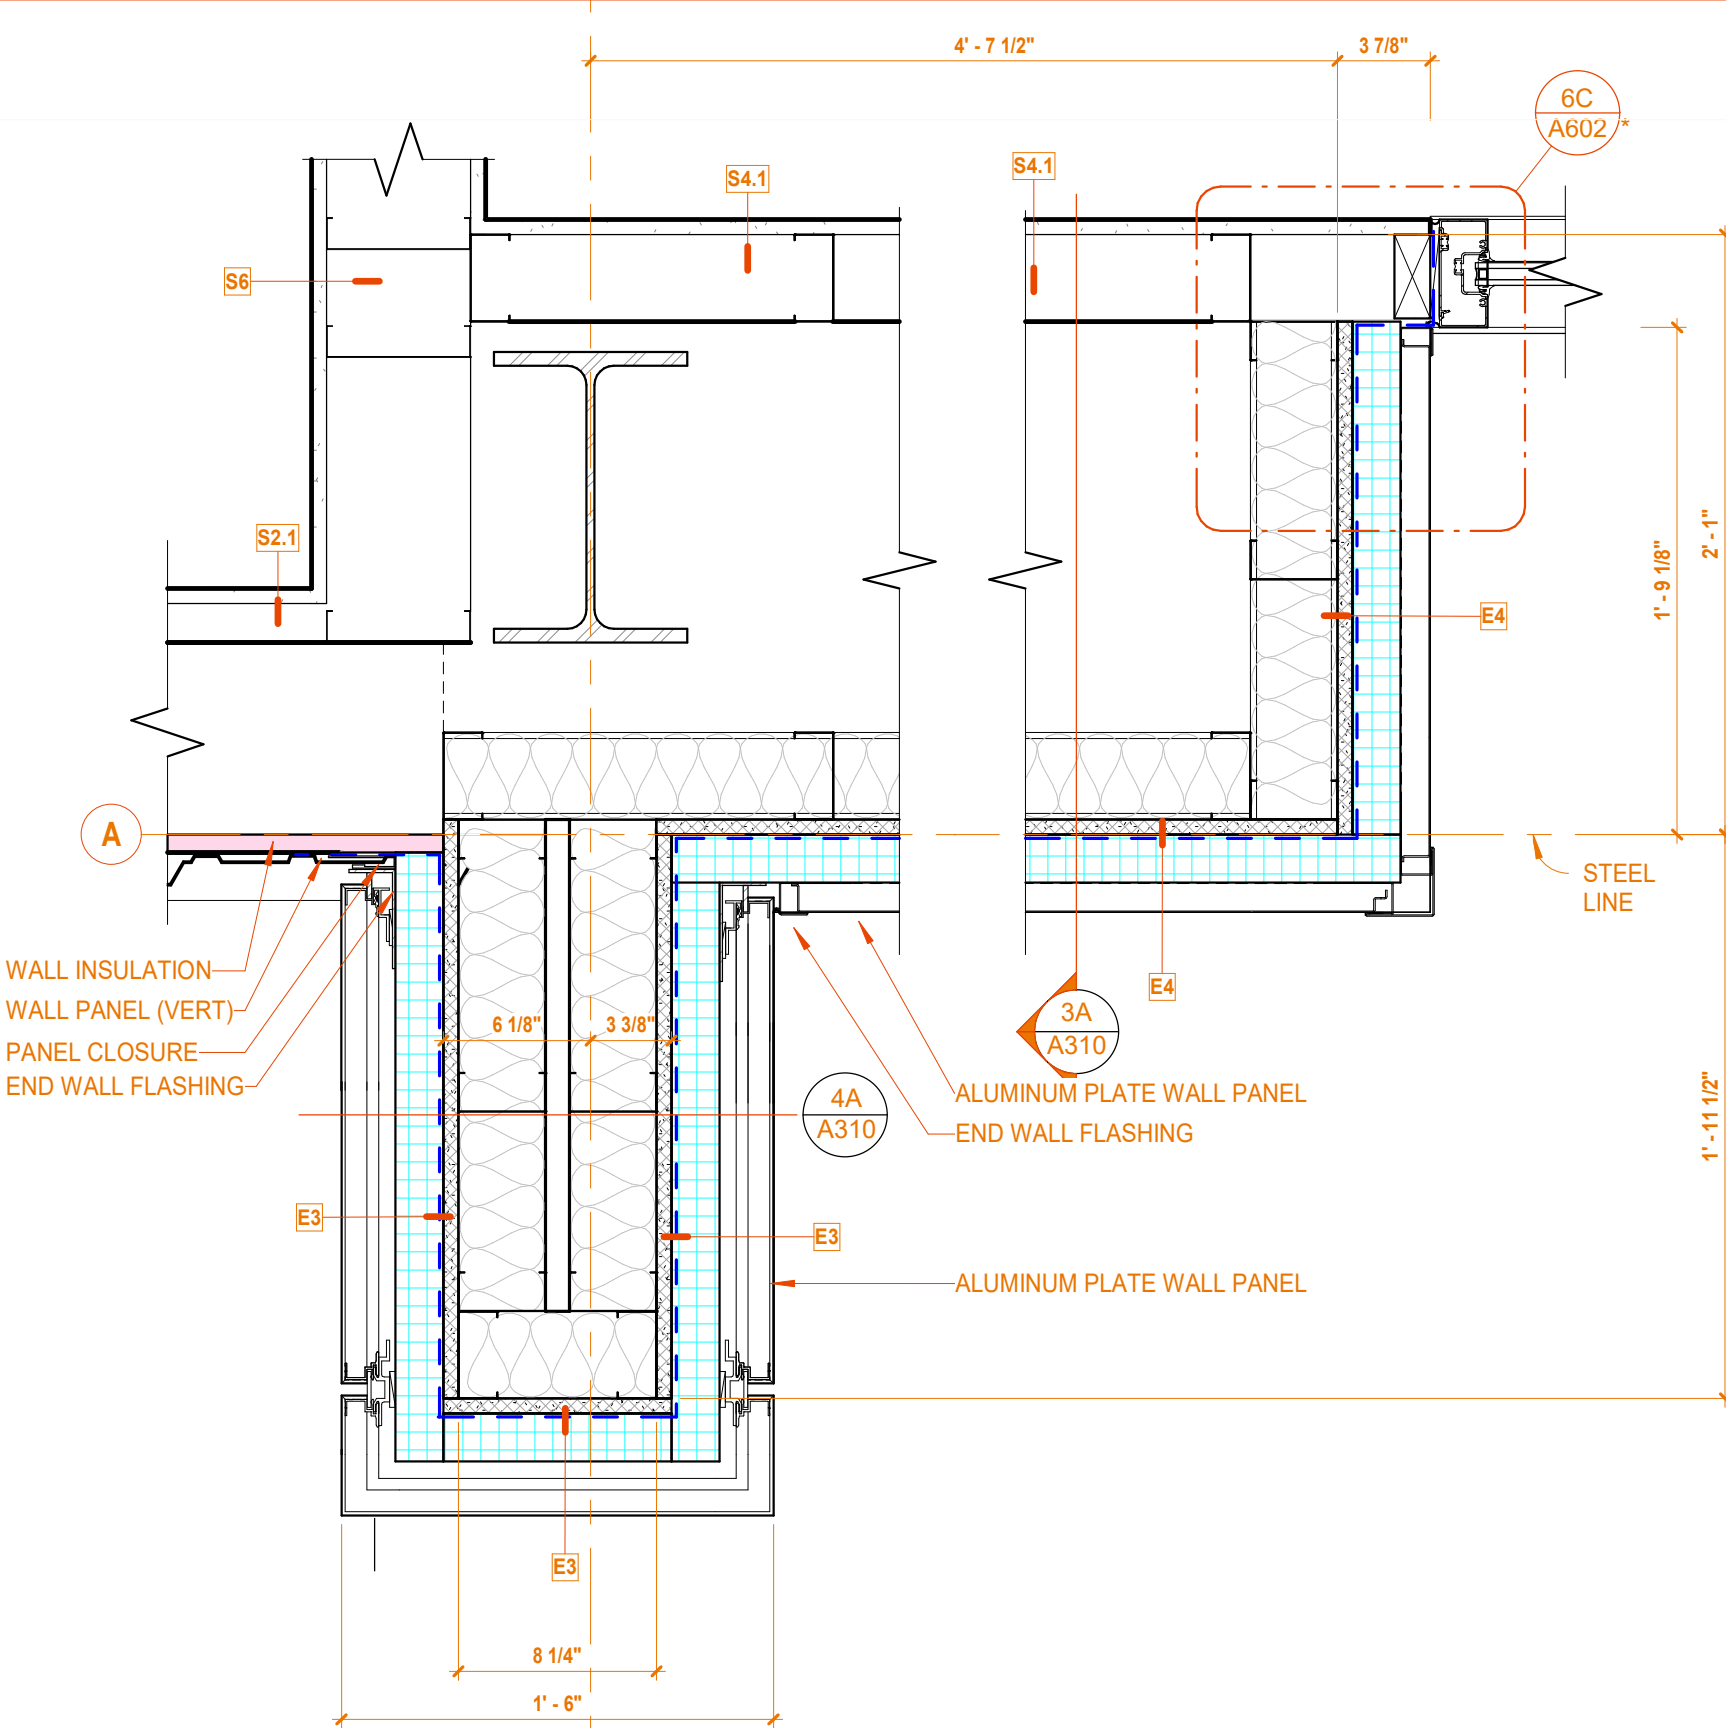 4' - 7 1/2"
3 7/8"
6C
A602 *
S4.1
S4.1
S6
S2.1
2' - 1"
1' - 9 1/8"
E4
A
STEEL
LINE
WALL INSULATION
WALL PANEL (VERT)
PANEL CLOSURE
END WALL FLASHING
6 1/8"
3 3/8"
E4
3A
A310
4A
A310
ALUMINUM PLATE WALL PANEL
END WALL FLASHING
1' - 11 1/2"
E3
E3
ALUMINUM PLATE WALL PANEL
E3
8 1/4"
1' - 6"